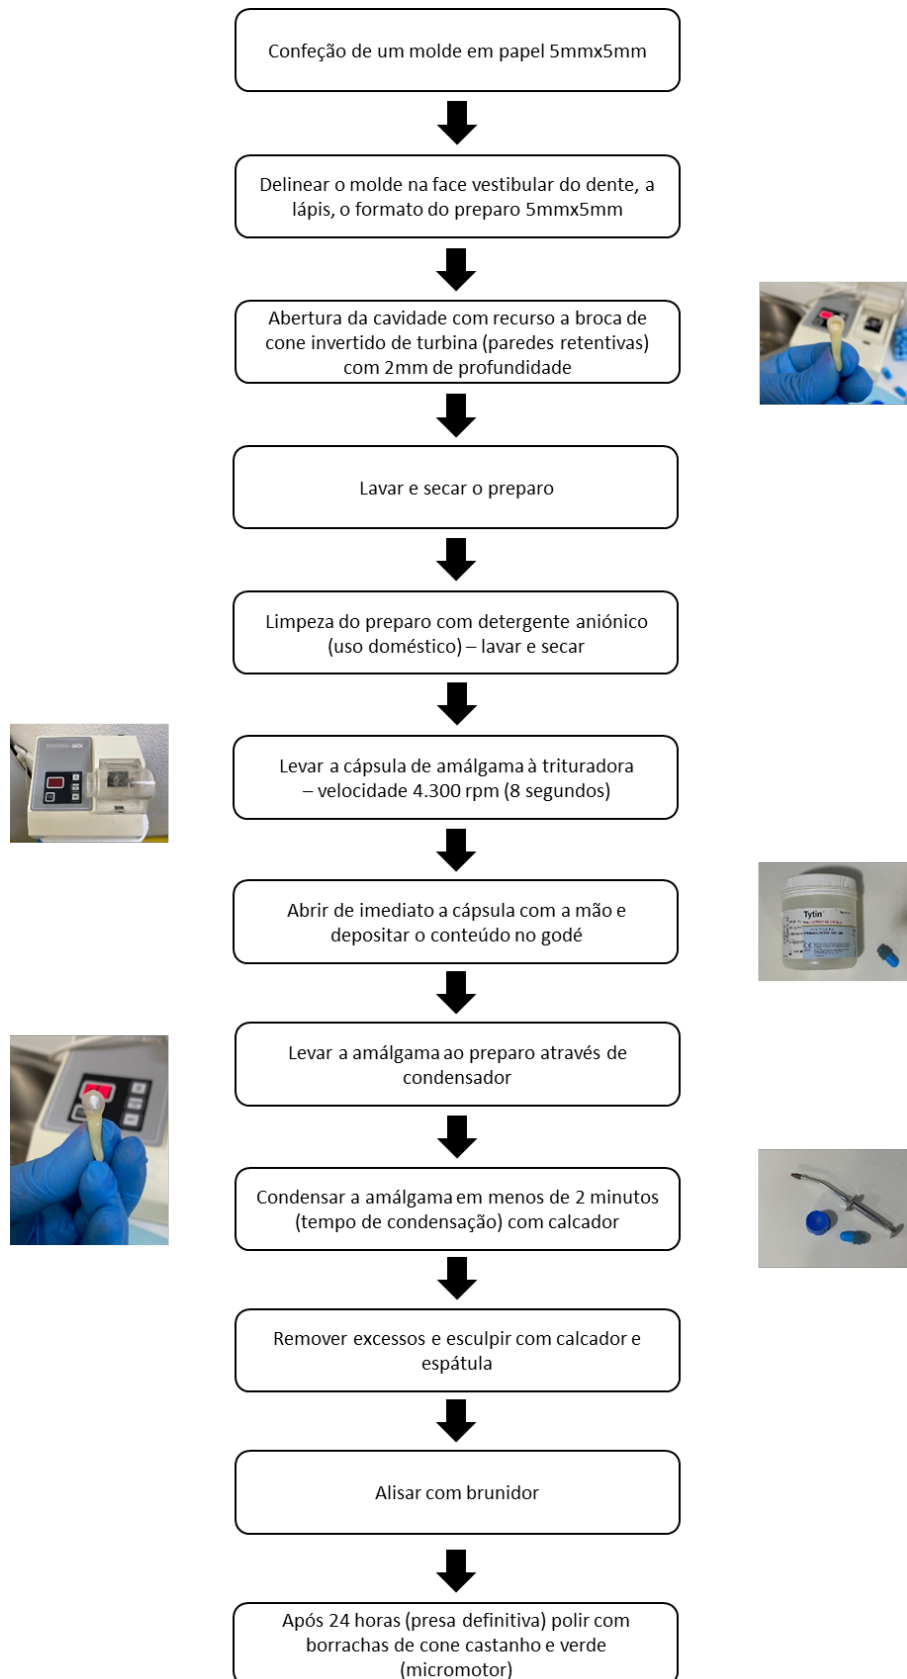 Confeção de um molde em papel 5mmx5mm
Delinear o molde na face vestibular do dente, a
lápis, o formato do preparo 5mmx5mm
Abertura da cavidade com recurso a broca de
cone invertido de turbina (paredes retentivas)
com 2mm de profundidade
Lavar e secar o preparo
Limpeza do preparo com detergente aniónico
(uso doméstico) – lavar e secar
Levar a cápsula de amálgama à trituradora
– velocidade 4.300 rpm (8 segundos)
Abrir de imediato a cápsula com a mão e
depositar o conteúdo no godé
Tytin
Levar a amálgama ao preparo através de
condensador
Condensar a amálgama em menos de 2 minutos
(tempo de condensação) com calcador
Remover excessos e esculpir com calcador e
espátula
Alisar com brunidor
Após 24 horas (presa definitiva) polir com
borrachas de cone castanho e verde
(micromotor)